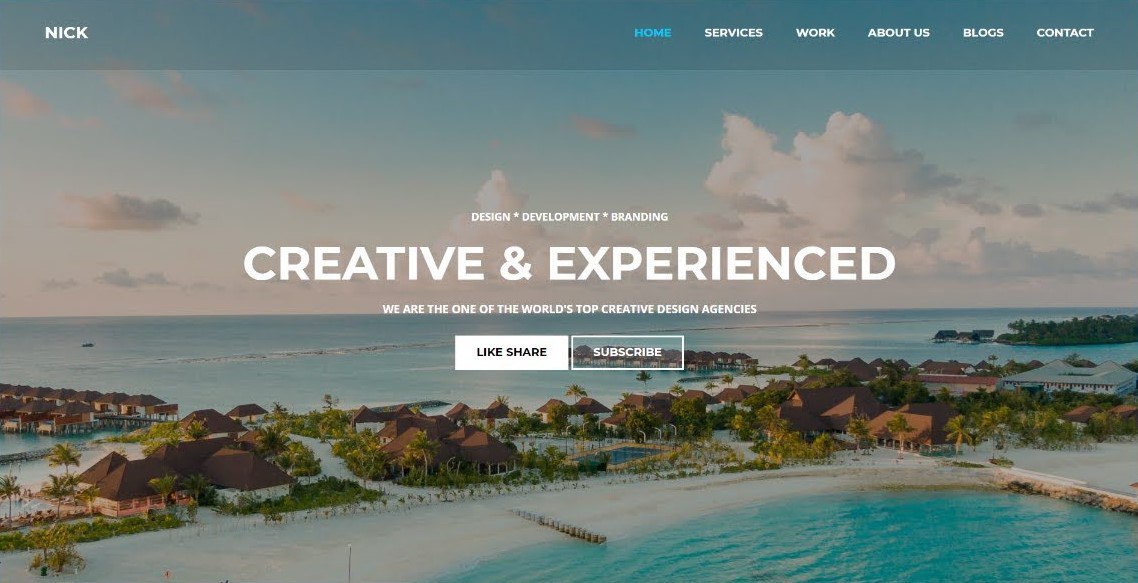 NICK
HOME SERVICES WORK ABOUT US BLOGS CONTACT
DESIGN * DEVELOPMENT * BRANDING
CREATIVE & EXPERIENCED
WE ARE THE ONE OF THE WORLD'S TOP CREATIVE DESIGN AGENCIES
LIKE SHARE SUBSCRIBE